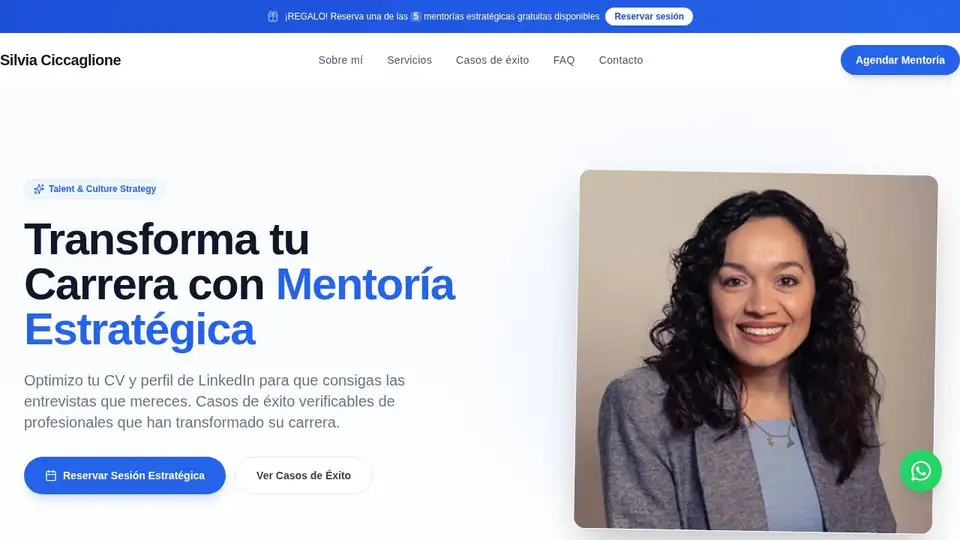 ¡REGALO! Reserva una de las 5 mentorías estratégicas gratuitas disponibles Reservar sesión
Silvia Ciccaglione Sobre mí Servicios Casos de éxito FAQ Contacto Agendar Mentoría
Talent & Culture Strategy
Transforma tu
Carrera con Mentoría
Estratégica
Optimizo tu CV y perfil de LinkedIn para que consigas las
entrevistas que mereces. Casos de éxito verificables de
profesionales que han transformado su carrera.
Reservar Sesión Estratégica Ver Casos de Éxito